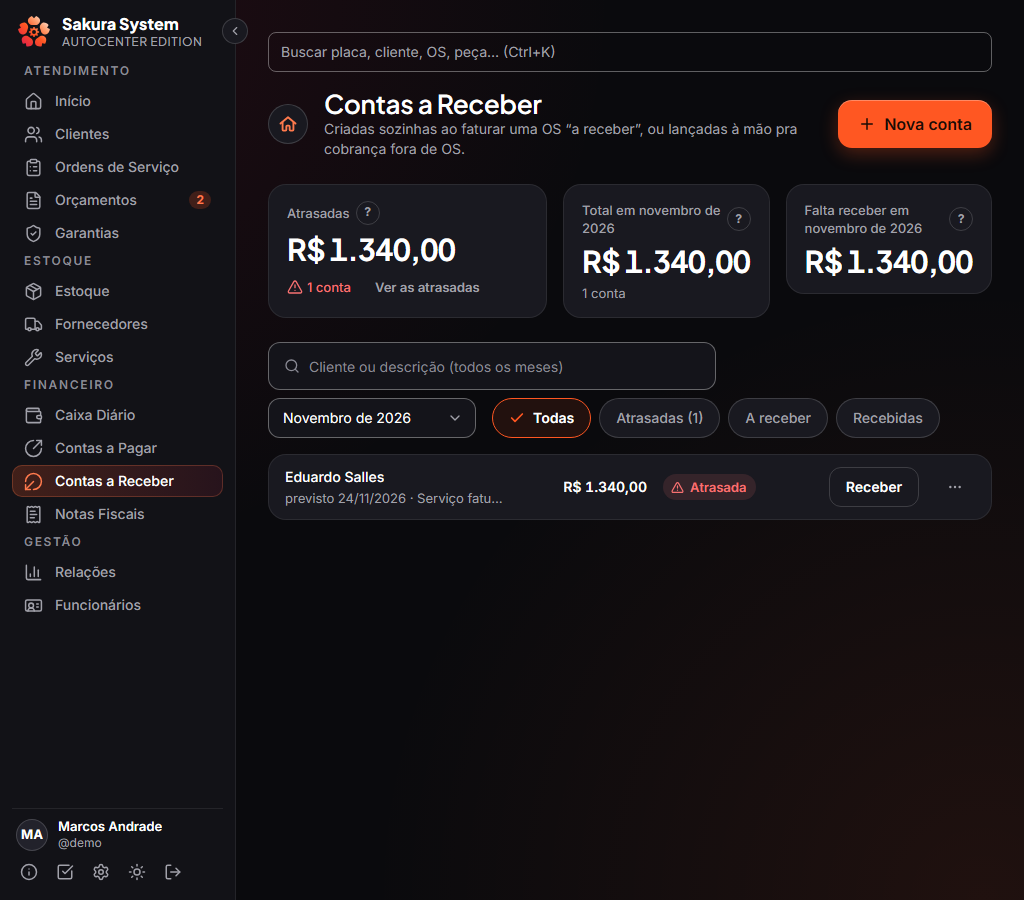 Sakura System
AUTOCENTER EDITION
ATENDIMENTO
Início
Clientes
Ordens de Serviço
Orçamentos 2
Garantias
ESTOQUE
Estoque
Fornecedores
Serviços
FINANCEIRO
Caixa Diário
Contas a Pagar
Contas a Receber
Notas Fiscais
GESTÃO
Relações
Funcionários
MA
Marcos Andrade
@demo
Buscar placa, cliente, OS, peça... (Ctrl+K)
Contas a Receber
Criadas sozinhas ao faturar uma OS “a receber”, ou lançadas à mão pra
cobrança fora de OS.
+ Nova conta
Atrasadas ?
R$ 1.340,00
1 conta Ver as atrasadas
Total em novembro de
2026 ?
R$ 1.340,00
1 conta
Falta receber em
novembro de 2026 ?
R$ 1.340,00
Cliente ou descrição (todos os meses)
Novembro de 2026
Todas
Atrasadas (1)
A receber
Recebidas
Eduardo Salles
previsto 24/11/2026 · Serviço fatu...
R$ 1.340,00
Atrasada
Receber
···